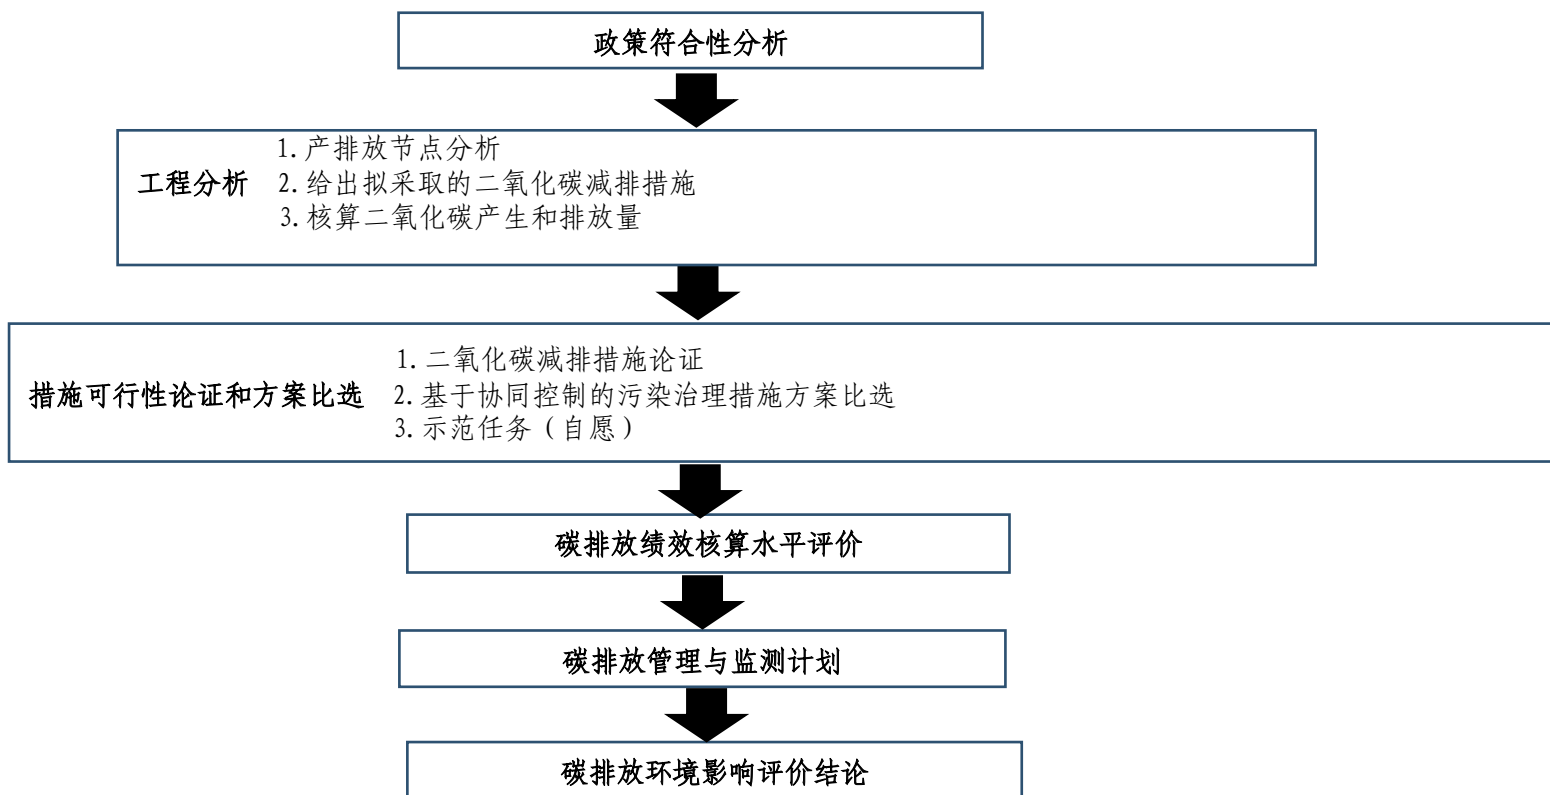 政策符合性分析
1.产排放节点分析
工程分析 2.给出拟采取的二氧化碳减排措施
3.核算二氧化碳产生和排放量
1.二氧化碳减排措施论证
措施可行性论证和方案比选 2.基于协同控制的污染治理措施方案比选
3.示范任务（自愿）
碳排放绩效核算水平评价
碳排放管理与监测计划
碳排放环境影响评价结论